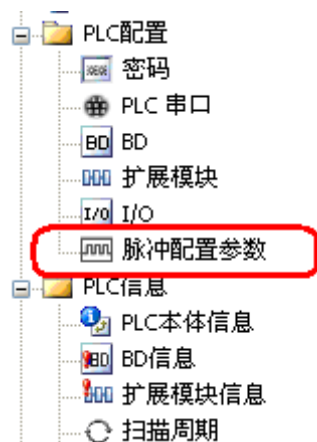 PLC配置
密码
PLC 串口
BD BD
扩展模块
I/O I/O
脉冲配置参数
PLC信息
PLC本体信息
BD BD信息
扩展模块信息
扫描周期